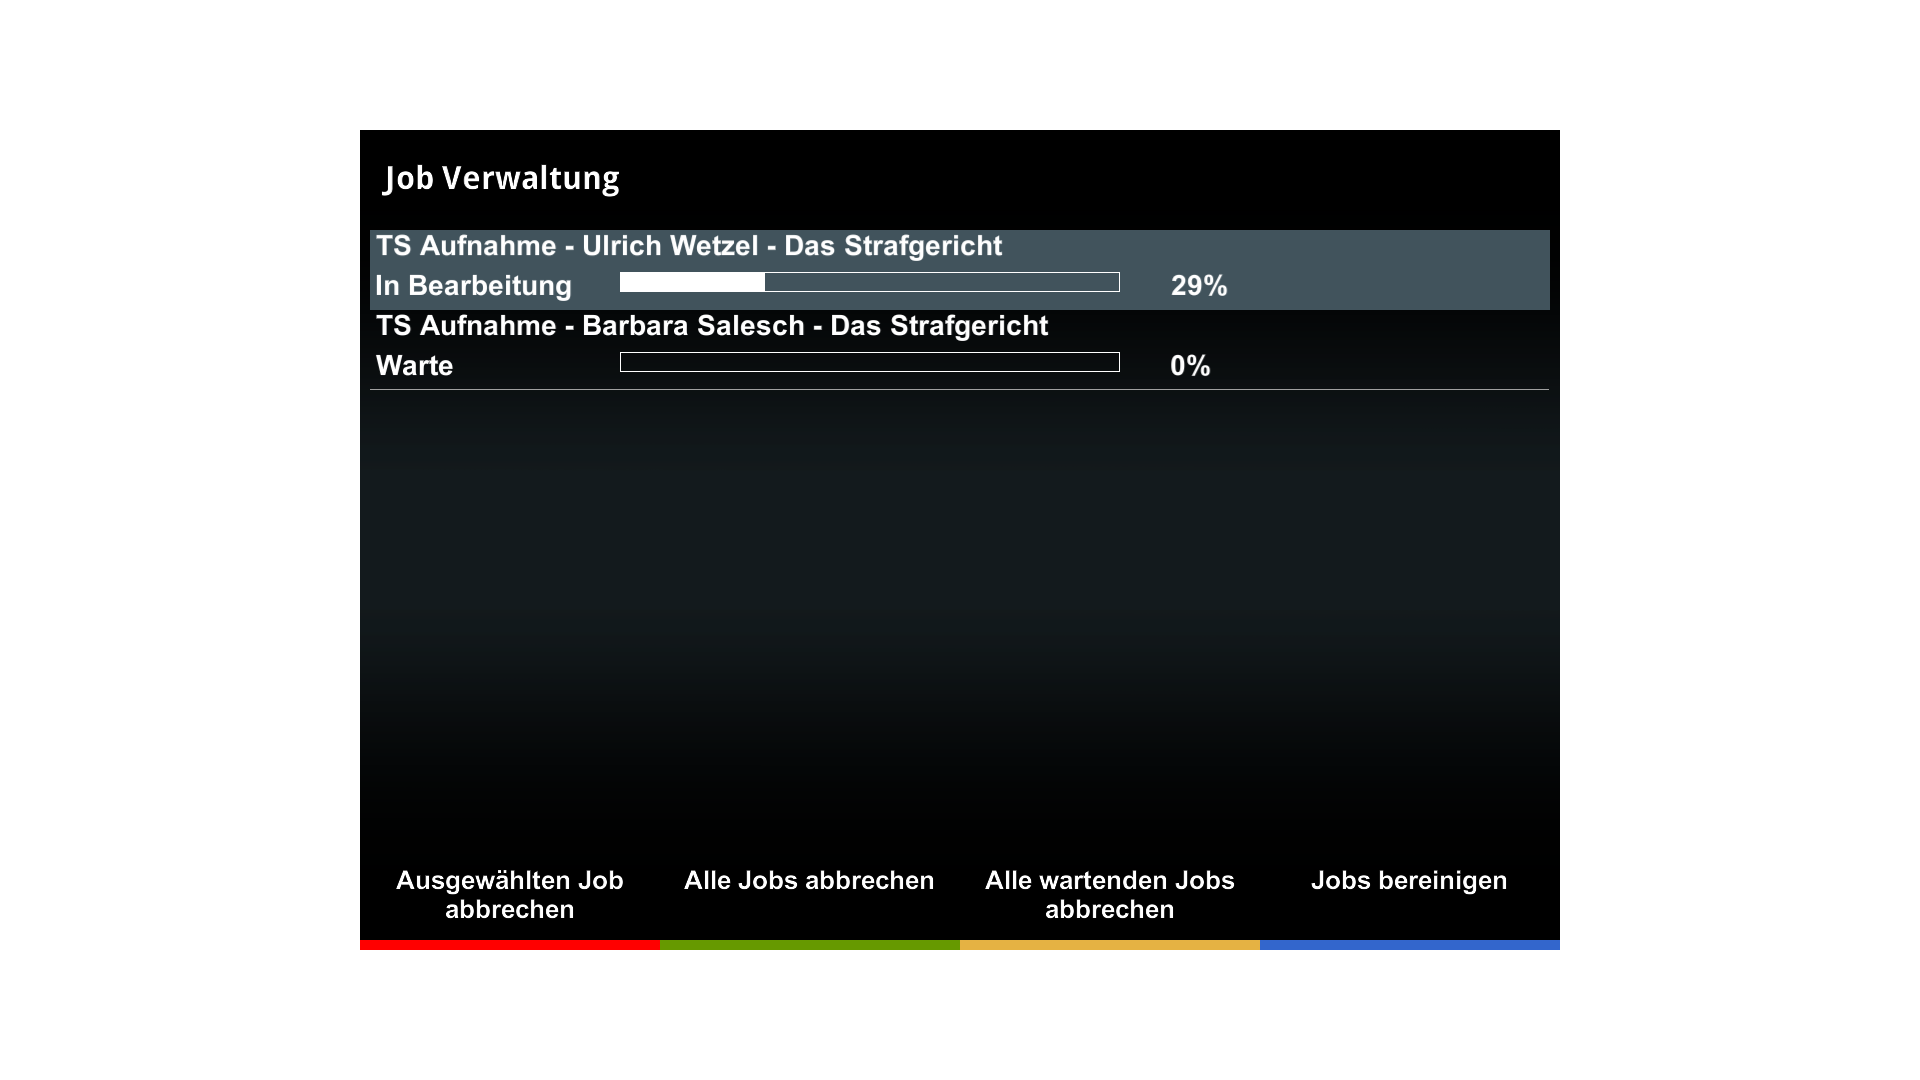 Job Verwaltung
TS Aufnahme - Ulrich Wetzel - Das Strafgericht
In Bearbeitung 29%
TS Aufnahme - Barbara Salesch - Das Strafgericht
Warte 0%
Ausgewählten Job abbrechen
Alle Jobs abbrechen
Alle wartenden Jobs abbrechen
Jobs bereinigen